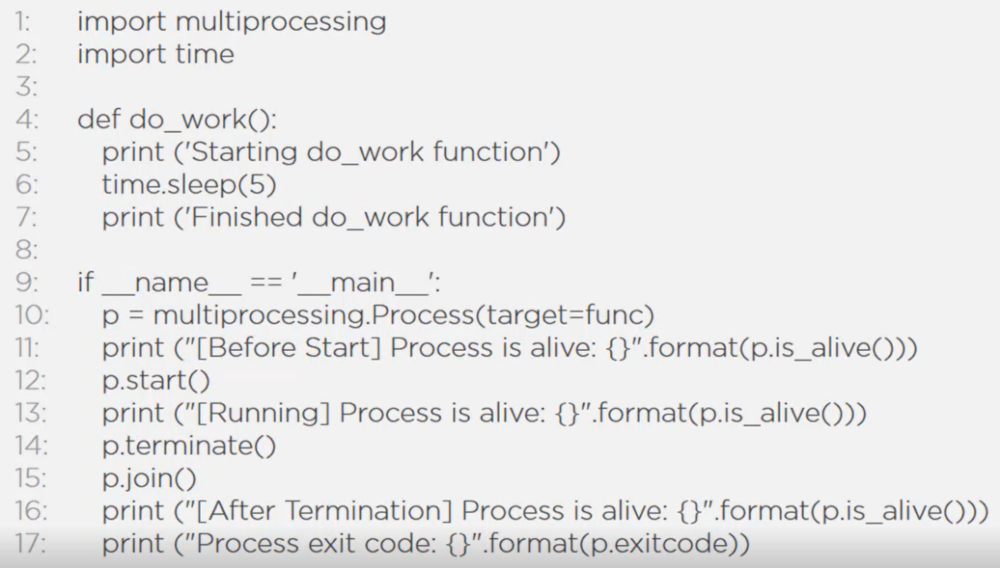 1: import multiprocessing
2: import time
3:
4: def do_work():
5: print ('Starting do_work function')
6: time.sleep(5)
7: print ('Finished do_work function')
8:
9: if __name__ == '__main__':
10: p = multiprocessing.Process(target=func)
11: print ("[Before Start] Process is alive: {}".format(p.is_alive()))
12: p.start()
13: print ("[Running] Process is alive: {}".format(p.is_alive()))
14: p.terminate()
15: p.join()
16: print ("[After Termination] Process is alive: {}".format(p.is_alive()))
17: print ("Process exit code: {}".format(p.exitcode))